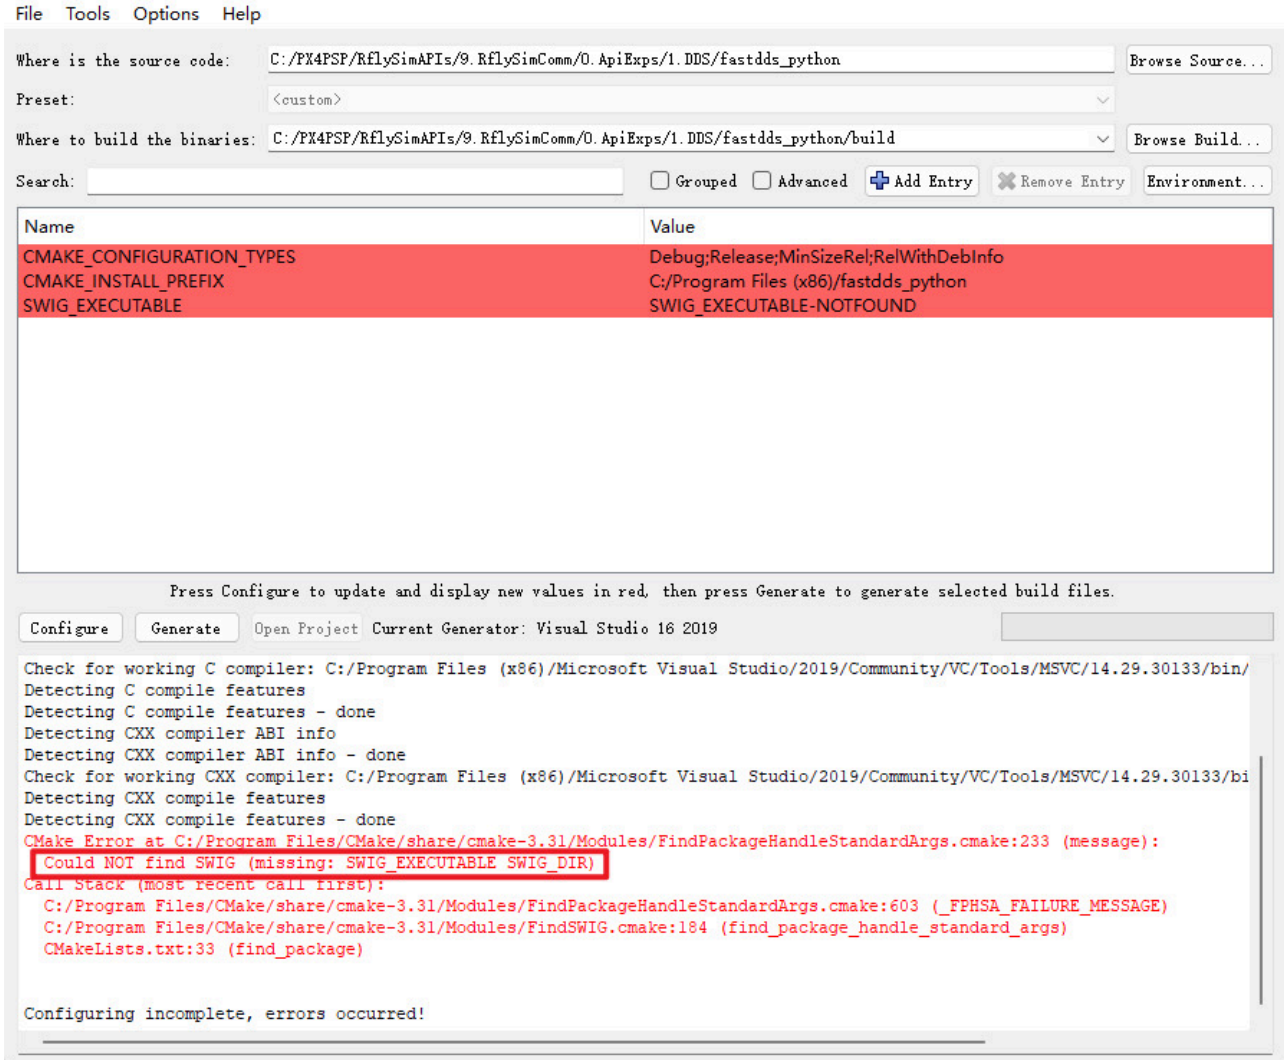 File Tools Options Help
Where is the source code: C:/PX4PSP/RflySimAPIs/9.RflySimComm/0.ApiExps/1.DDS/fastdds_python Browse Source...
Preset: <custom>
Where to build the binaries: C:/PX4PSP/RflySimAPIs/9.RflySimComm/0.ApiExps/1.DDS/fastdds_python/build Browse Build...
Search: Grouped Advanced Add Entry Remove Entry Environment...
Name Value
CMAKE_CONFIGURATION_TYPES Debug;Release;MinSizeRel;RelWithDebInfo
CMAKE_INSTALL_PREFIX C:/Program Files (x86)/fastdds_python
SWIG_EXECUTABLE SWIG_EXECUTABLE-NOTFOUND
Press Configure to update and display new values in red, then press Generate to generate selected build files.
Configure Generate Open Project Current Generator: Visual Studio 16 2019
Check for working C compiler: C:/Program Files (x86)/Microsoft Visual Studio/2019/Community/VC/Tools/MSVC/14.29.30133/bin/
Detecting C compile features
Detecting C compile features - done
Detecting CXX compiler ABI info
Detecting CXX compiler ABI info - done
Check for working CXX compiler: C:/Program Files (x86)/Microsoft Visual Studio/2019/Community/VC/Tools/MSVC/14.29.30133/bi
Detecting CXX compile features
Detecting CXX compile features - done
CMake Error at C:/Program Files/CMake/share/cmake-3.31/Modules/FindPackageHandleStandardArgs.cmake:233 (message):
Could NOT find SWIG (missing: SWIG_EXECUTABLE SWIG_DIR)
Call Stack (most recent call first):
C:/Program Files/CMake/share/cmake-3.31/Modules/FindPackageHandleStandardArgs.cmake:603 (_FPHSA_FAILURE_MESSAGE)
C:/Program Files/CMake/share/cmake-3.31/Modules/FindSWIG.cmake:184 (find_package_handle_standard_args)
CMakeLists.txt:33 (find_package)
Configuring incomplete, errors occurred!